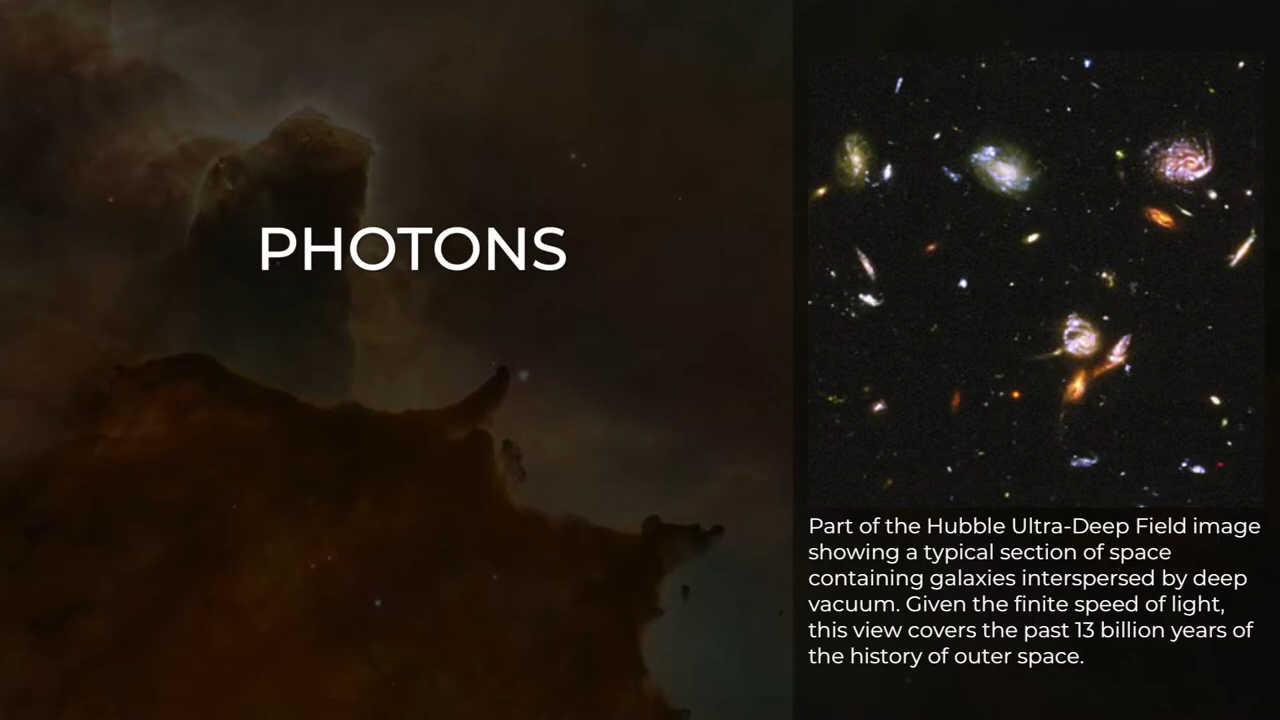 PHOTONS
Part of the Hubble Ultra-Deep Field image
showing a typical section of space
containing galaxies interspersed by deep
vacuum. Given the finite speed of light,
this view covers the past 13 billion years of
the history of outer space.